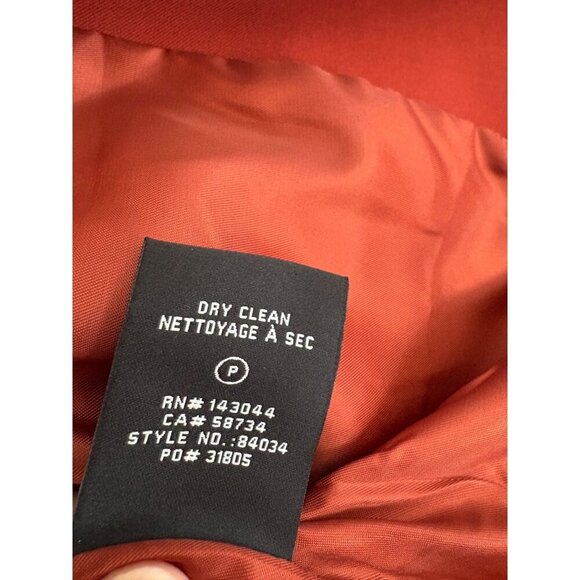 DRY CLEAN
NETTOYAGE À SEC
P
RN# 143044
CA# 58734
STYLE NO.:84034
PO# 31805